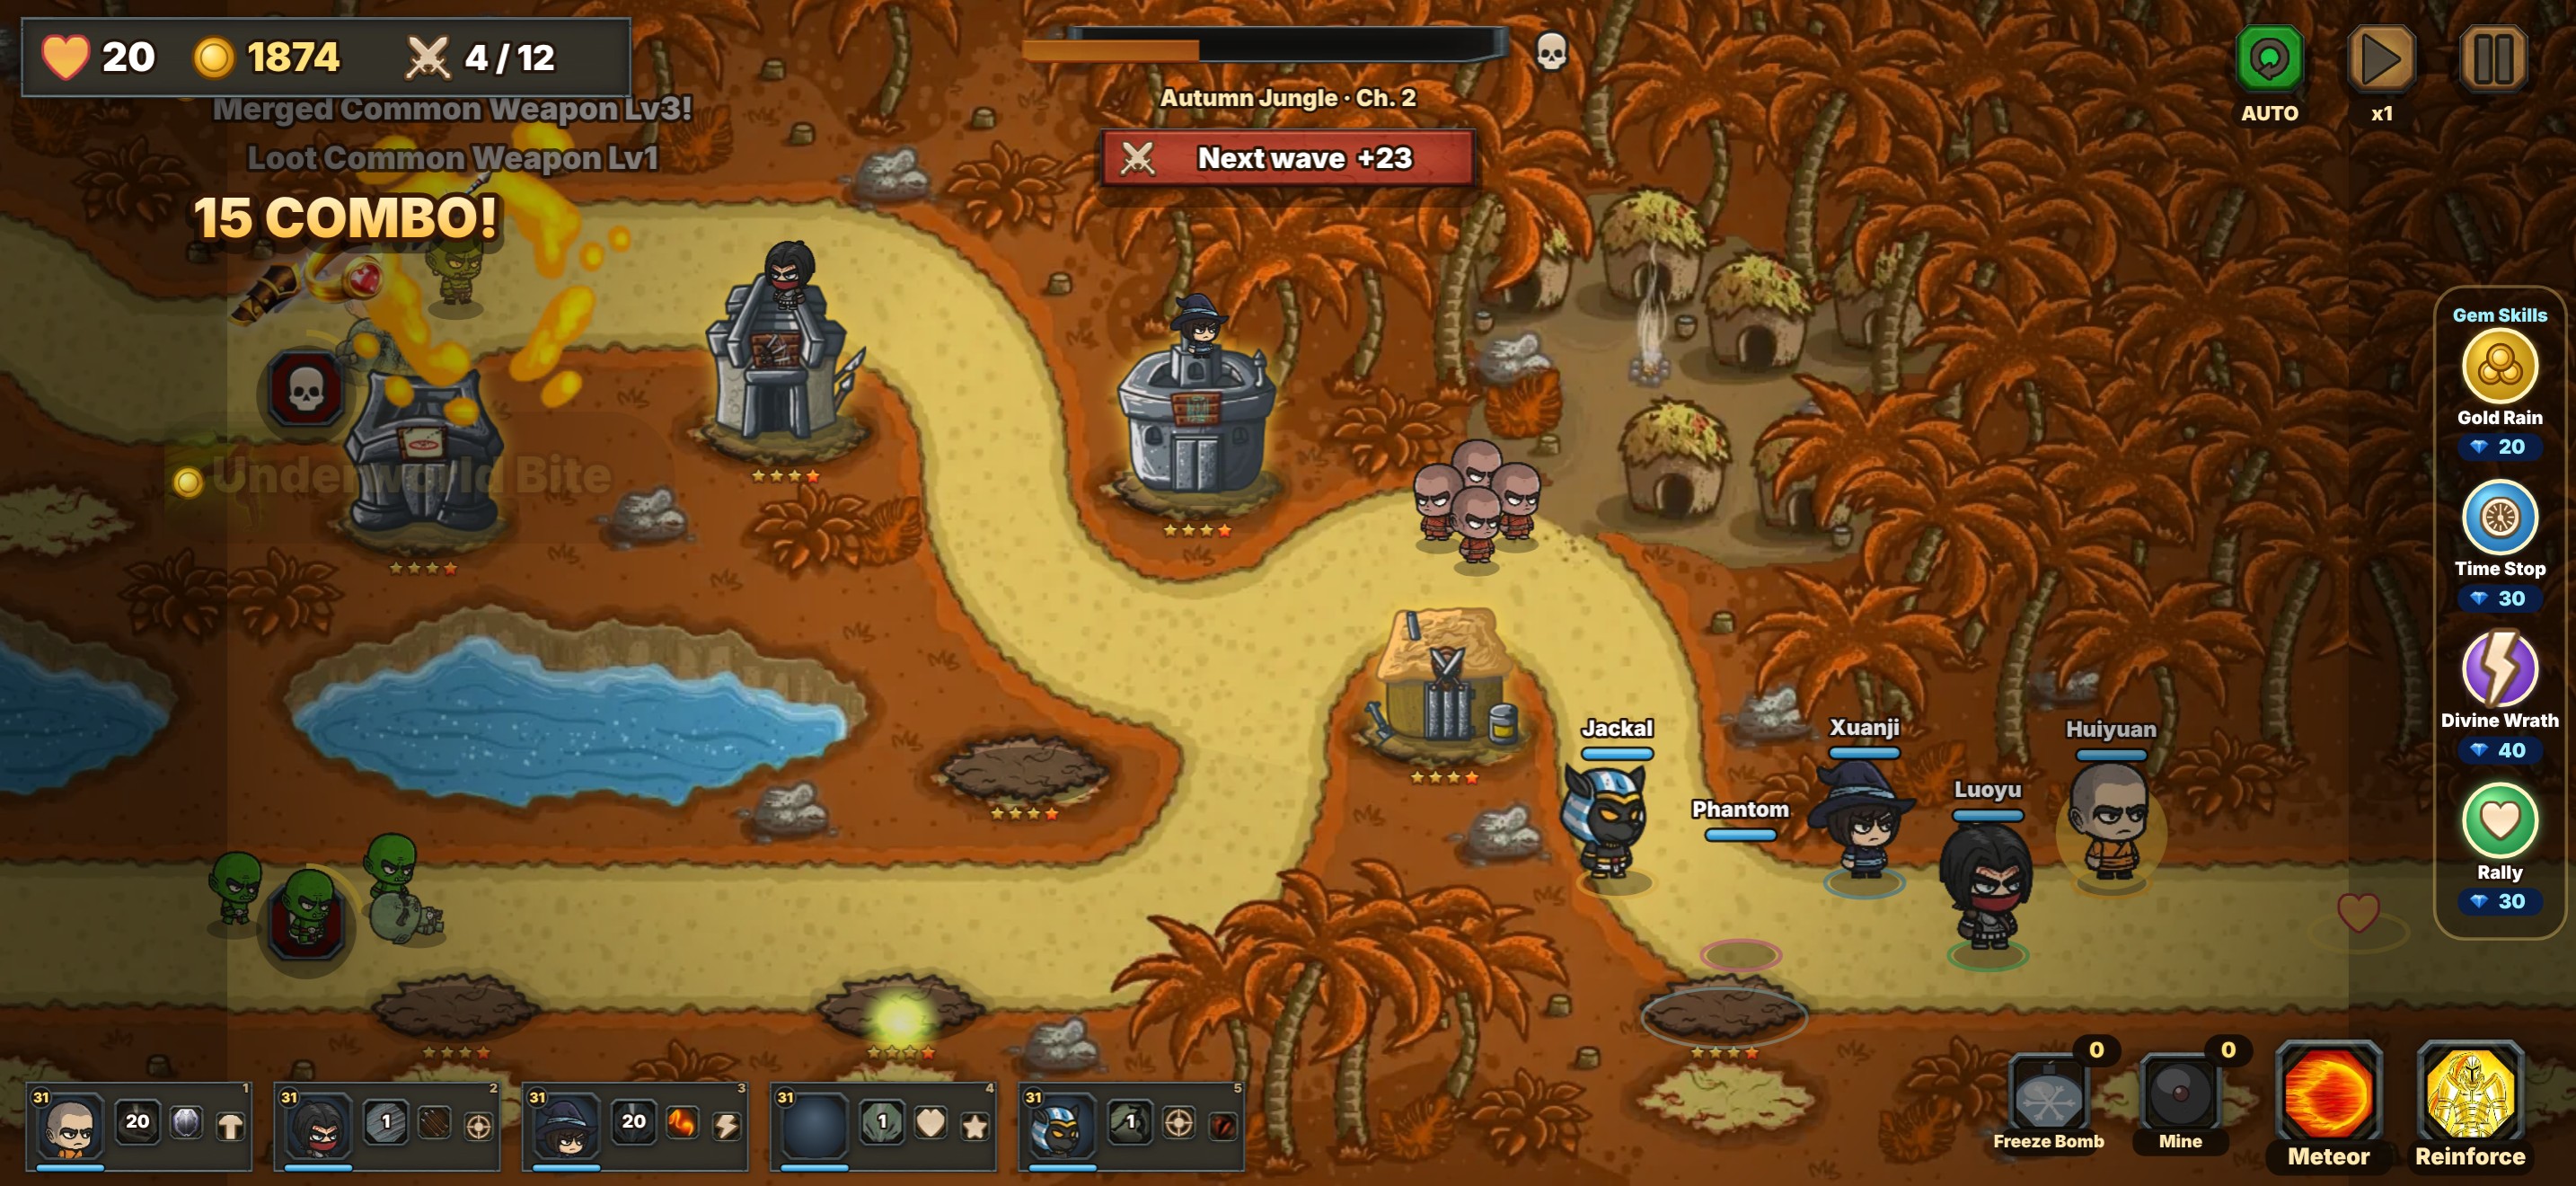 20 1874 4 / 12
Merged Common Weapon Lv3!
Loot Common Weapon Lv1
15 COMBO!
Underworld Bite
Autumn Jungle · Ch. 2
Next wave +23
AUTO
x1
Gem Skills
Gold Rain
20
Time Stop
30
Divine Wrath
40
Rally
30
Jackal
Phantom
Xuanji
Luoyu
Huiyuan
31 20 1
31 1 2
31 20 3
31 1 4
31 1 5
0
Freeze Bomb
0
Mine
Meteor
Reinforce